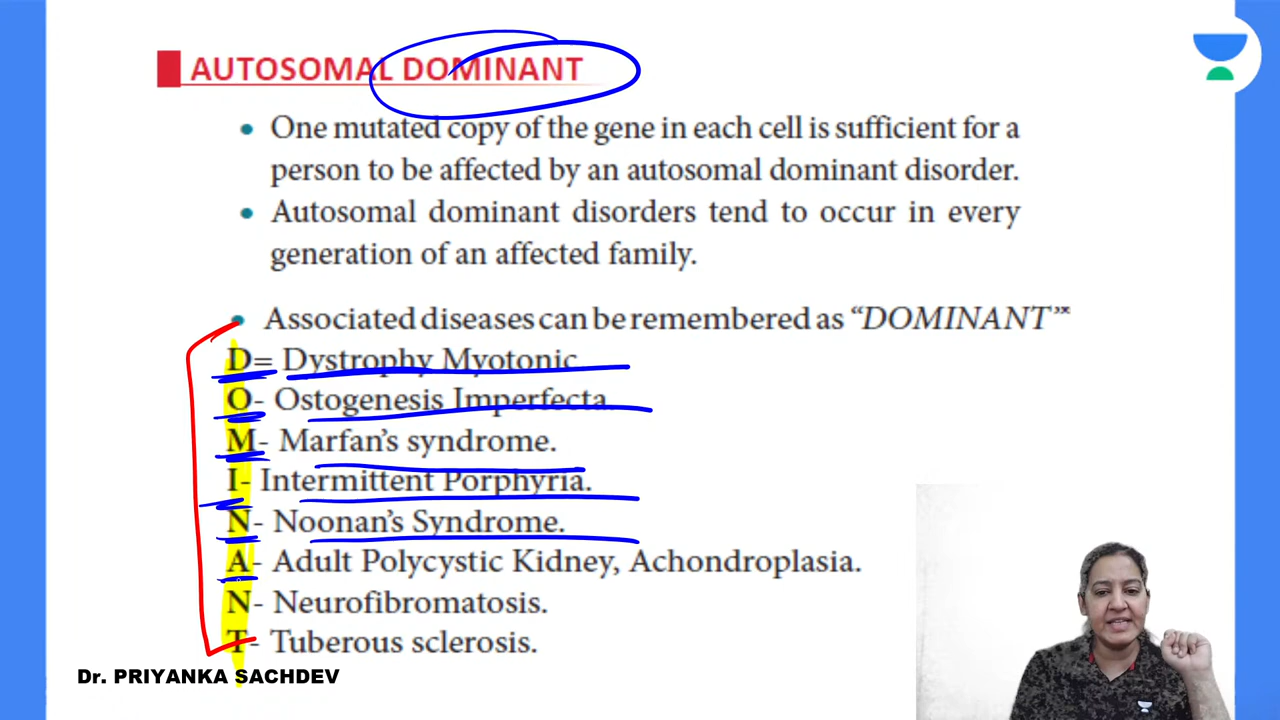 AUTOSOMAL DOMINANT
• One mutated copy of the gene in each cell is sufficient for a
person to be affected by an autosomal dominant disorder.
• Autosomal dominant disorders tend to occur in every
generation of an affected family.
• Associated diseases can be remembered as “DOMINANT”
D= Dystrophy Myotonic
O- Ostogenesis Imperfecta.
M- Marfan’s syndrome.
I- Intermittent Porphyria.
N- Noonan’s Syndrome.
A- Adult Polycystic Kidney, Achondroplasia.
N- Neurofibromatosis.
T- Tuberous sclerosis.
Dr. PRIYANKA SACHDEV